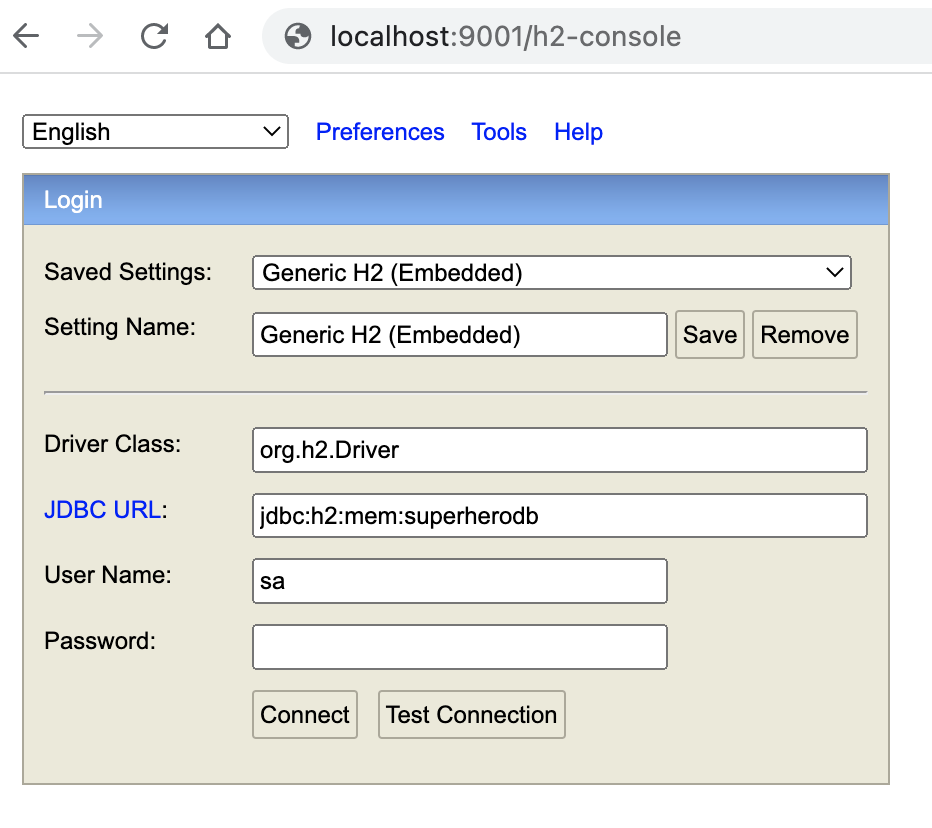 localhost:9001/h2-console
English Preferences Tools Help
Login
Saved Settings: Generic H2 (Embedded)
Setting Name: Generic H2 (Embedded) Save Remove
Driver Class: org.h2.Driver
JDBC URL: jdbc:h2:mem:superherodb
User Name: sa
Password:
Connect Test Connection